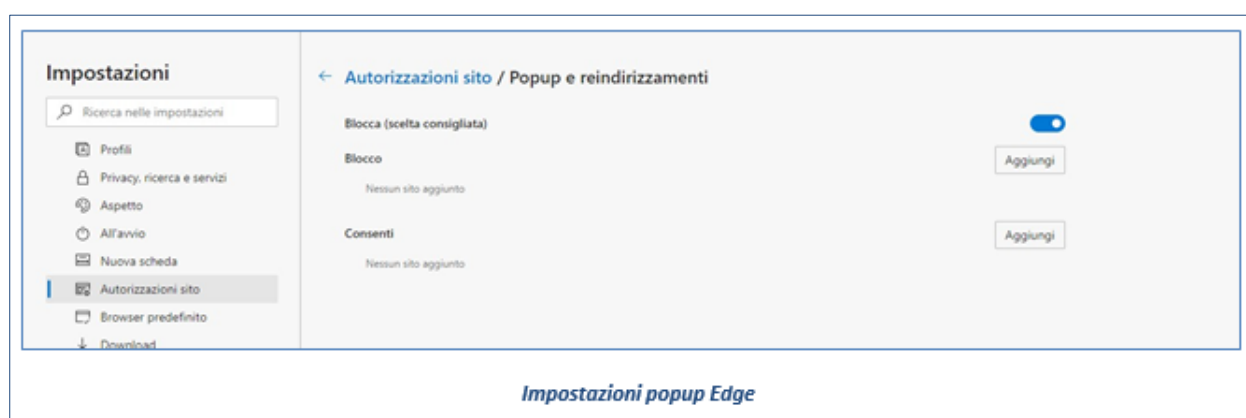 Impostazioni
Ricerca nelle impostazioni
Profili
Privacy, ricerca e servizi
Aspetto
All'avvio
Nuova scheda
Autorizzazioni sito
Browser predefinito
Download
← Autorizzazioni sito / Popup e reindirizzamenti
Blocca (scelta consigliata)
Blocco
Aggiungi
Nessun sito aggiunto
Consenti
Aggiungi
Nessun sito aggiunto
Impostazioni popup Edge